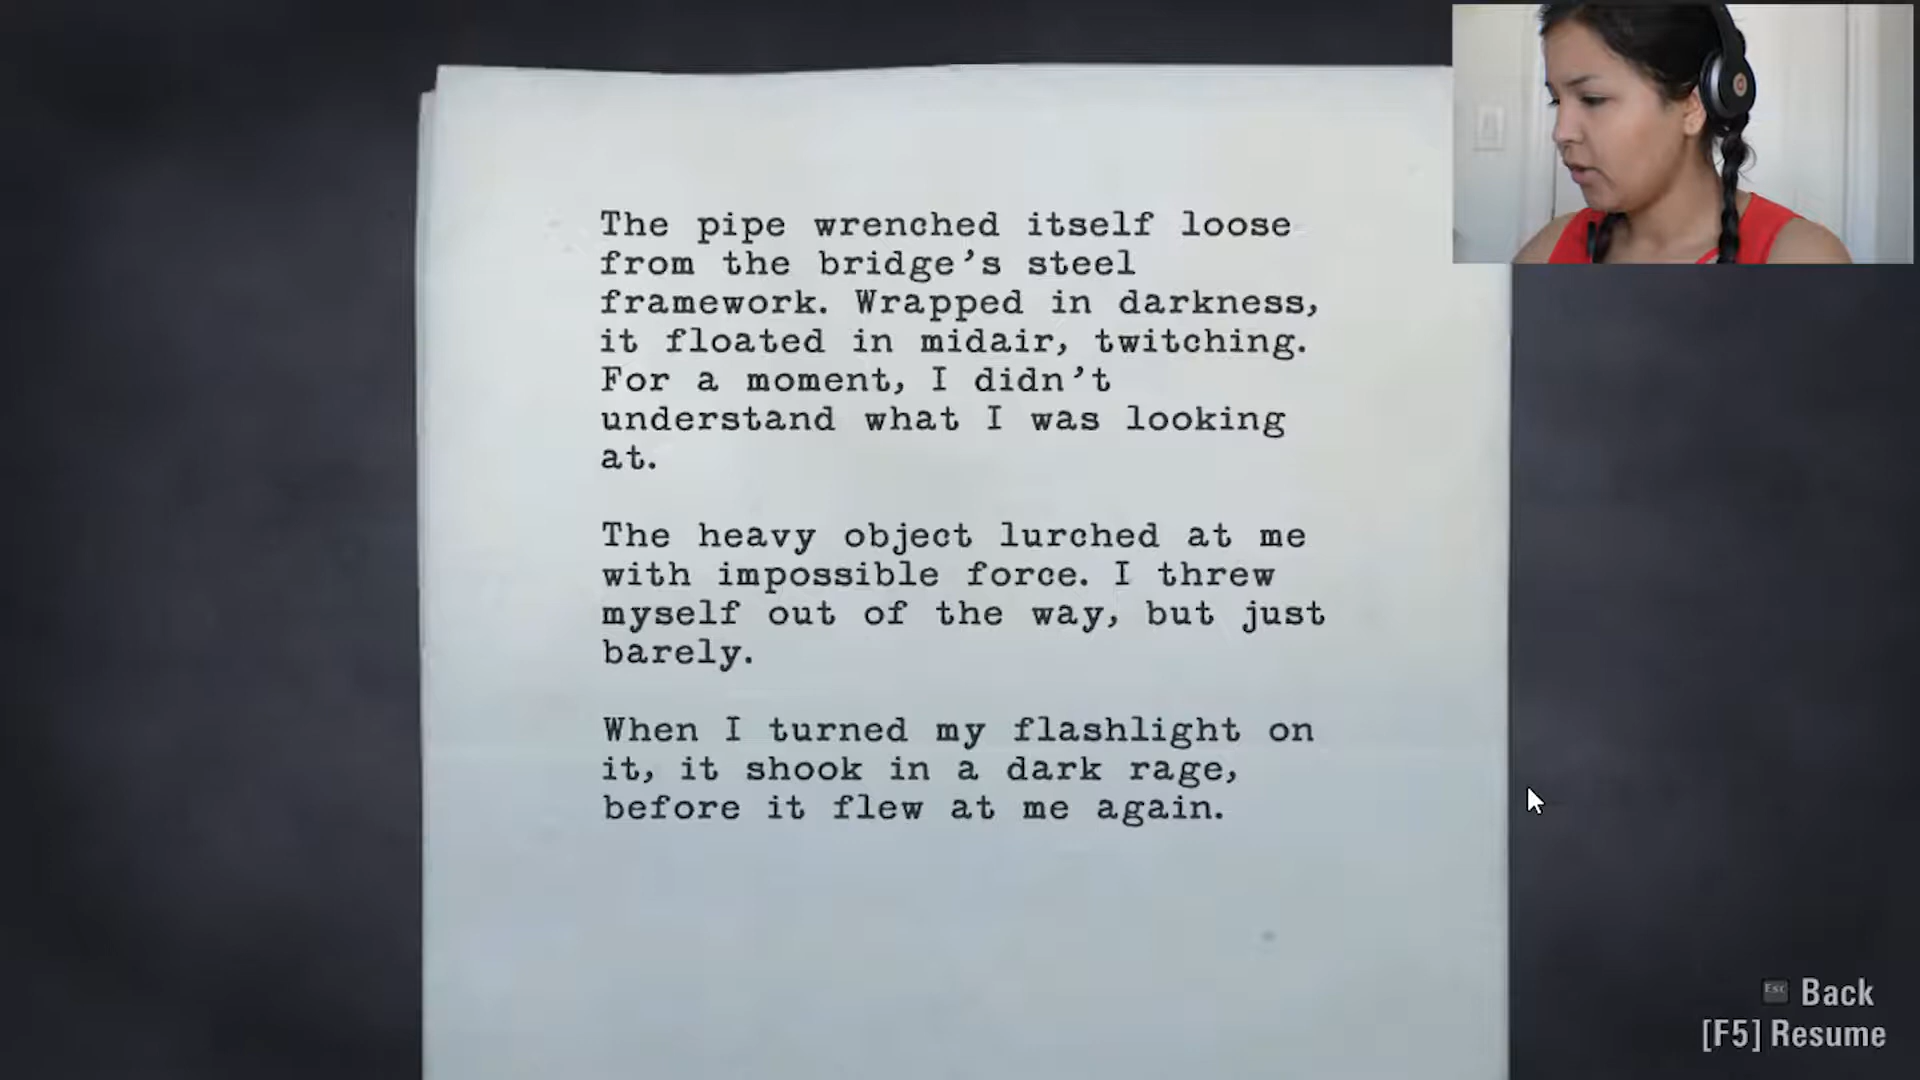 The pipe wrenched itself loose
from the bridge’s steel
framework. Wrapped in darkness,
it floated in midair, twitching.
For a moment, I didn’t
understand what I was looking
at.
The heavy object lurched at me
with impossible force. I threw
myself out of the way, but just
barely.
When I turned my flashlight on
it, it shook in a dark rage,
before it flew at me again.
Esc Back
[F5] Resume